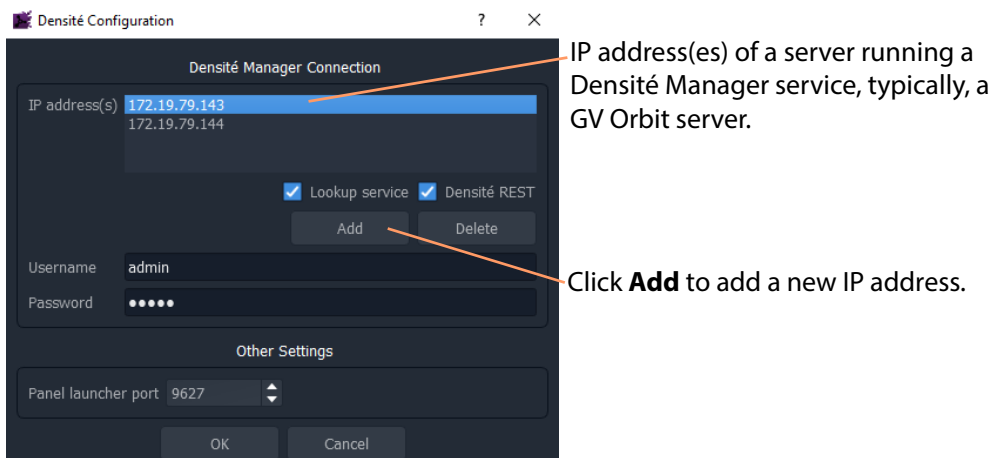 Densité Configuration ? ×
Densité Manager Connection
IP address(s) 172.19.79.143
172.19.79.144
Lookup service Densité REST
Add Delete
Username admin
Password •••••
Other Settings
Panel launcher port 9627
OK Cancel
IP address(es) of a server running a
Densité Manager service, typically, a
GV Orbit server.
Click Add to add a new IP address.